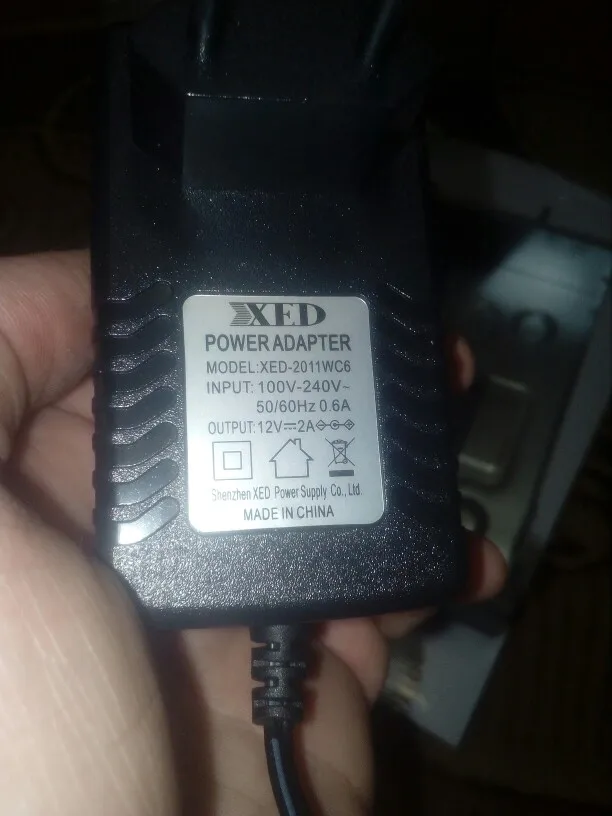 XED
POWER ADAPTER
MODEL:XED-2011WC6
INPUT: 100V-240V~
50/60Hz 0.6A
OUTPUT: 12V⎓2A
Shenzhen XED Power Supply Co., Ltd.
MADE IN CHINA